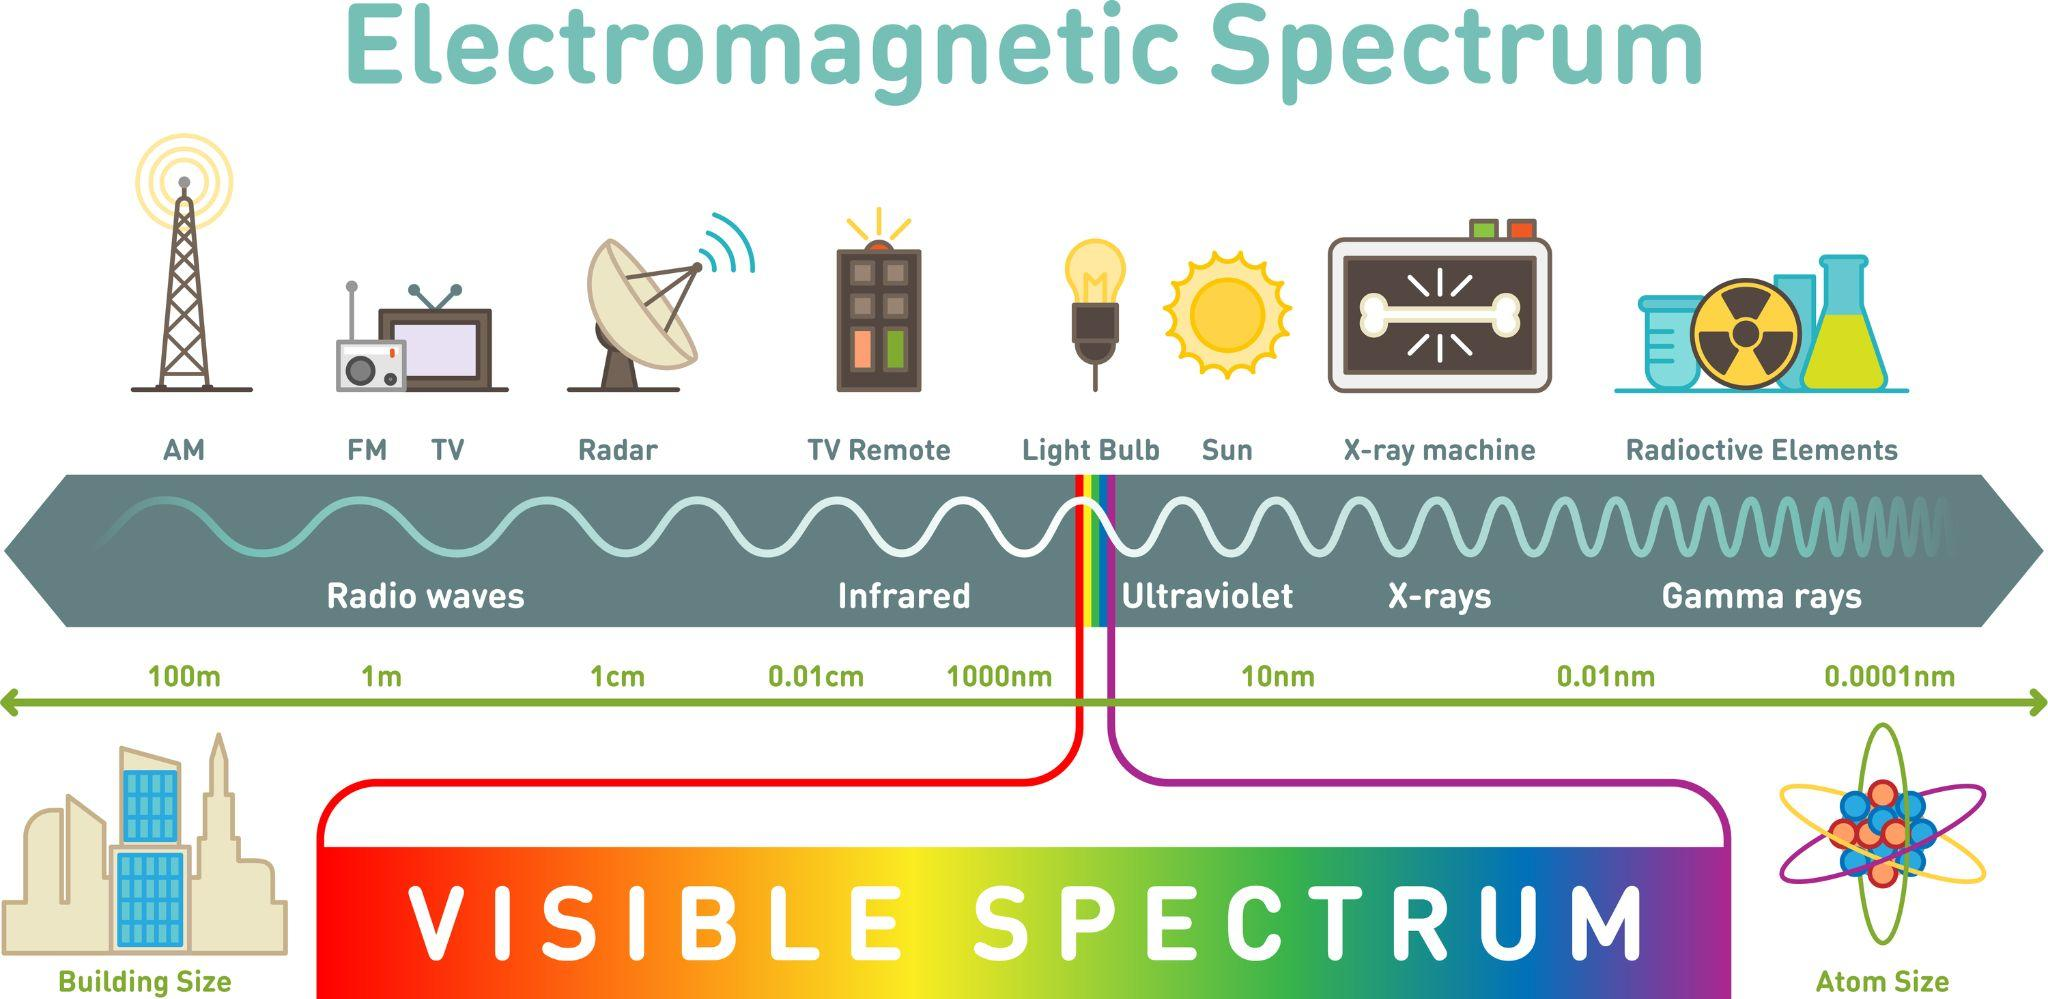 Electromagnetic Spectrum
AM FM TV Radar TV Remote Light Bulb Sun X-ray machine Radioctive Elements
Radio waves Infrared Ultraviolet X-rays Gamma rays
100m 1m 1cm 0.01cm 1000nm 10nm 0.01nm 0.0001nm
VISIBLE SPECTRUM
Building Size Atom Size